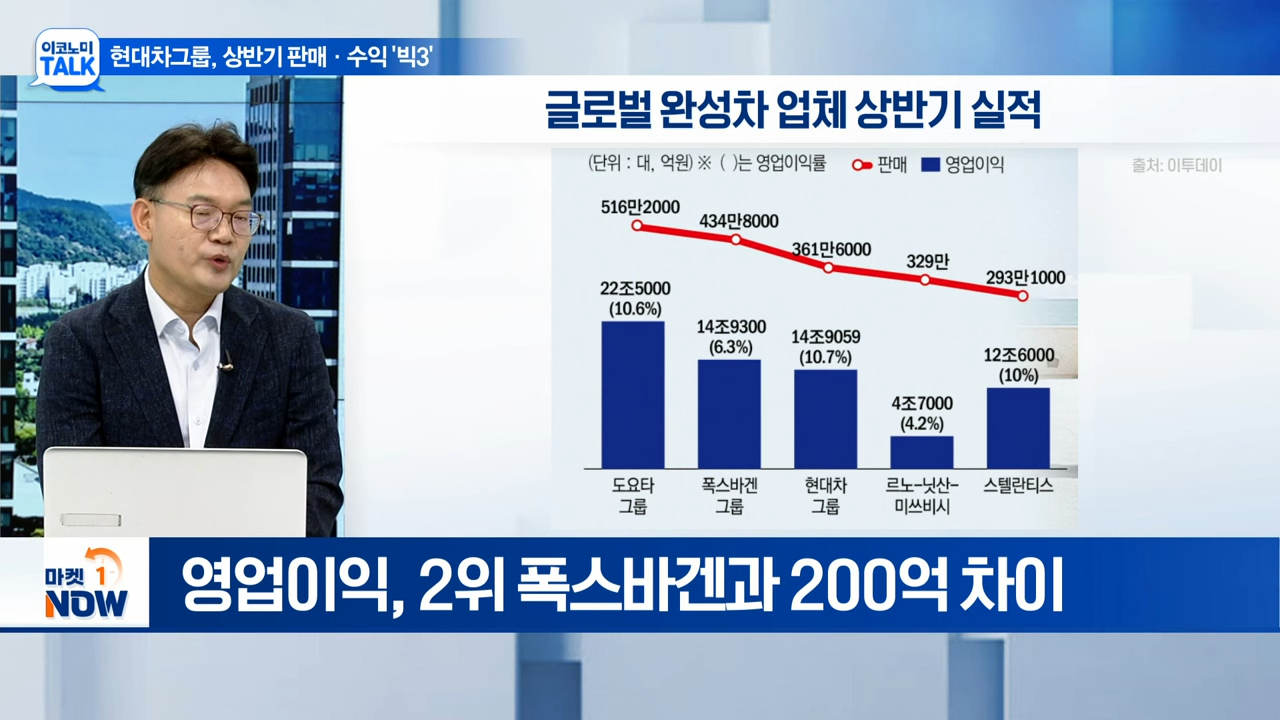 이코노미
TALK
현대차그룹, 상반기 판매 · 수익 '빅3'
글로벌 완성차 업체 상반기 실적
(단위 : 대, 억원) ※ ( )는 영업이익률
판매
영업이익
출처: 이투데이
516만2000
434만8000
361만6000
329만
293만1000
22조5000
(10.6%)
14조9300
(6.3%)
14조9059
(10.7%)
4조7000
(4.2%)
12조6000
(10%)
도요타
그룹
폭스바겐
그룹
현대차
그룹
르노-닛산-
미쓰비시
스텔란티스
마켓 1
NOW
영업이익, 2위 폭스바겐과 200억 차이